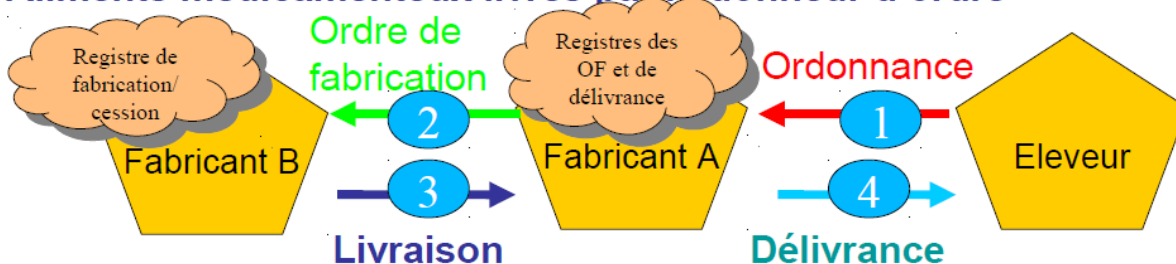 Registre de
fabrication/
cession
Ordre de
fabrication
Registres des
OF et de
délivrance
Ordonnance
2
1
Fabricant B
Fabricant A
Eleveur
3
4
Livraison
Délivrance